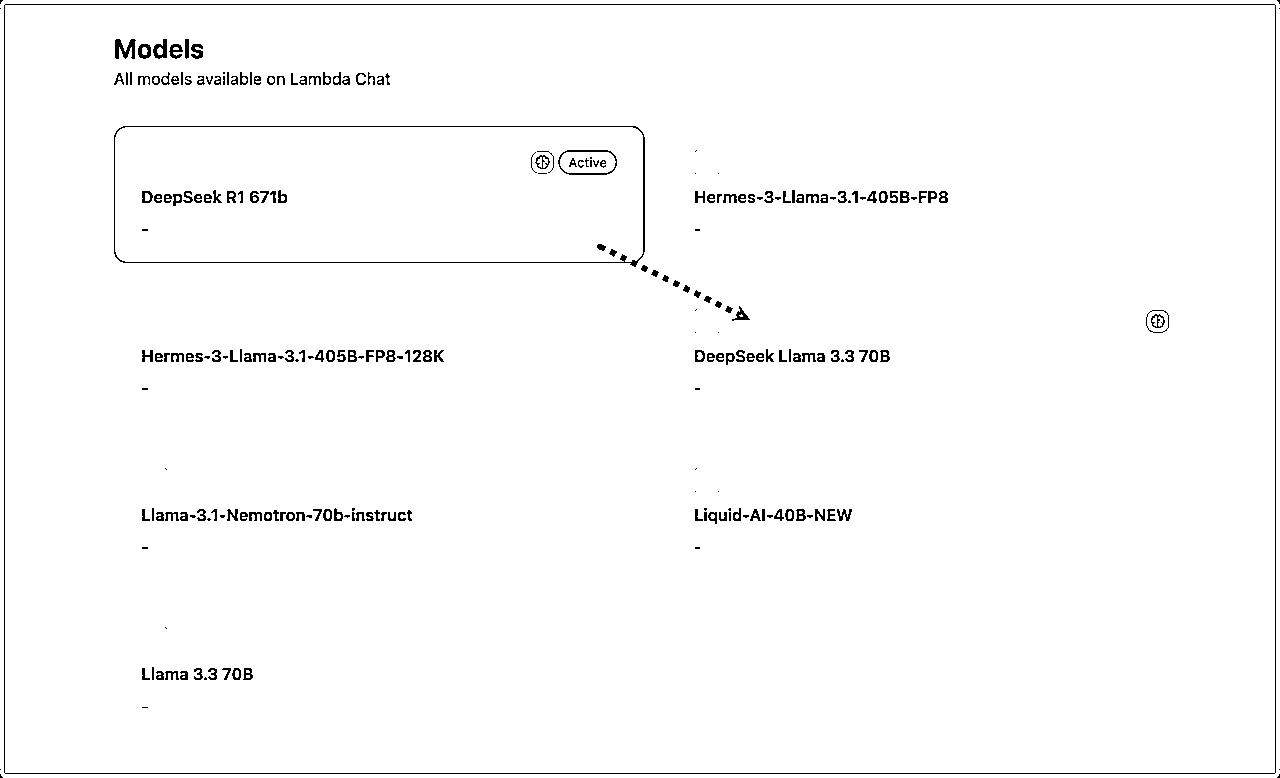 Models
All models available on Lambda Chat
Active
DeepSeek R1 671b
-
Hermes-3-Llama-3.1-405B-FP8
-
Hermes-3-Llama-3.1-405B-FP8-128K
-
DeepSeek Llama 3.3 70B
-
Llama-3.1-Nemotron-70b-instruct
-
Liquid-AI-40B-NEW
-
Llama 3.3 70B
-